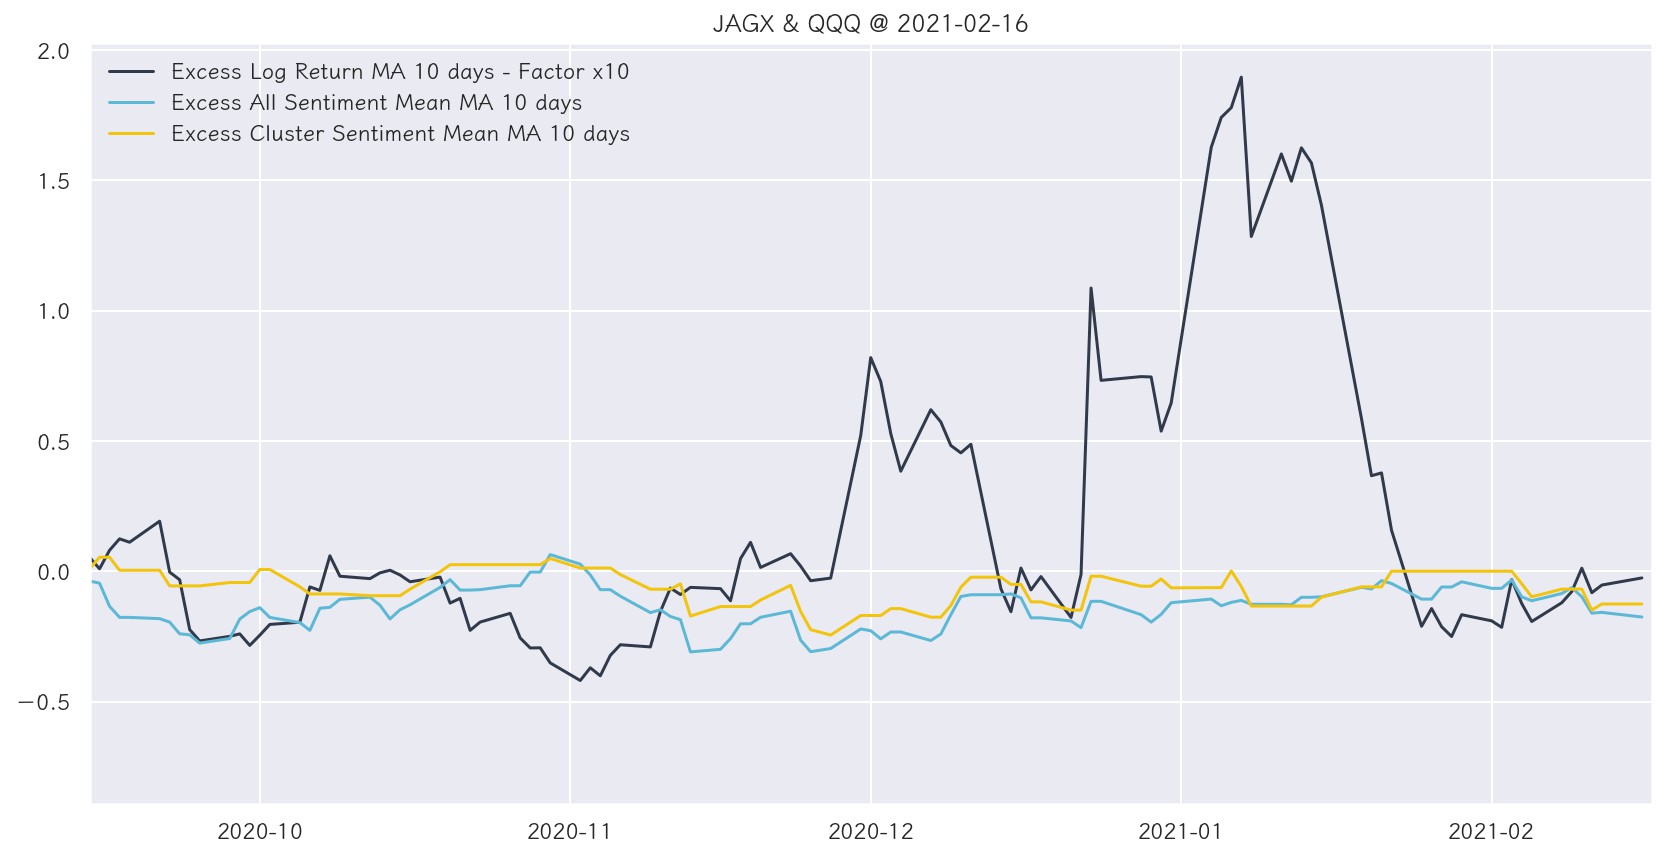 JAGX & QQQ @ 2021-02-16
2.0
Excess Log Return MA 10 days - Factor x10
Excess All Sentiment Mean MA 10 days
Excess Cluster Sentiment Mean MA 10 days
1.5
1.0
0.5
0.0
−0.5
2020-10 2020-11 2020-12 2021-01 2021-02